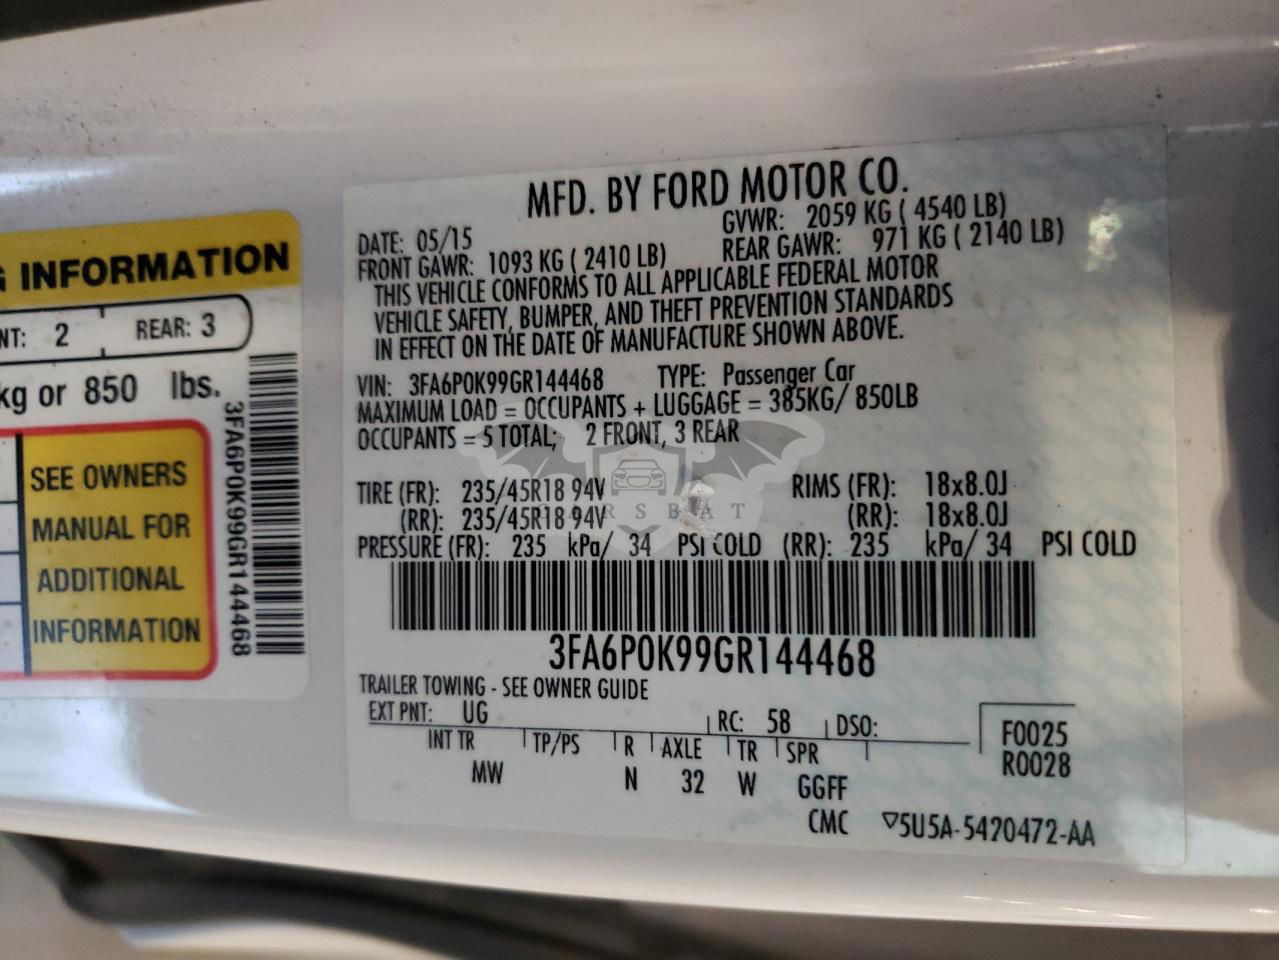 G INFORMATION
NT: 2 REAR: 3
kg or 850 lbs.
SEE OWNERS
MANUAL FOR
ADDITIONAL
INFORMATION
3FA6P0K99GR144468
MFD. BY FORD MOTOR CO.
DATE: 05/15 GVWR: 2059 KG ( 4540 LB)
FRONT GAWR: 1093 KG ( 2410 LB) REAR GAWR: 971 KG ( 2140 LB)
THIS VEHICLE CONFORMS TO ALL APPLICABLE FEDERAL MOTOR
VEHICLE SAFETY, BUMPER, AND THEFT PREVENTION STANDARDS
IN EFFECT ON THE DATE OF MANUFACTURE SHOWN ABOVE.
VIN: 3FA6P0K99GR144468 TYPE: Passenger Car
MAXIMUM LOAD = OCCUPANTS + LUGGAGE = 385KG/ 850LB
OCCUPANTS = 5 TOTAL; 2 FRONT, 3 REAR
TIRE (FR): 235/45R18 94V RIMS (FR): 18x8.0J
(RR): 235/45R18 94V (RR): 18x8.0J
PRESSURE (FR): 235 kPa/ 34 PSI COLD (RR): 235 kPa/ 34 PSI COLD
3FA6P0K99GR144468
TRAILER TOWING - SEE OWNER GUIDE
EXT PNT: UG RC: 58 DSO:
INT TR TP/PS R AXLE TR SPR
MW N 32 W GGFF
F0025
R0028
CMC ▽5U5A-5420472-AA